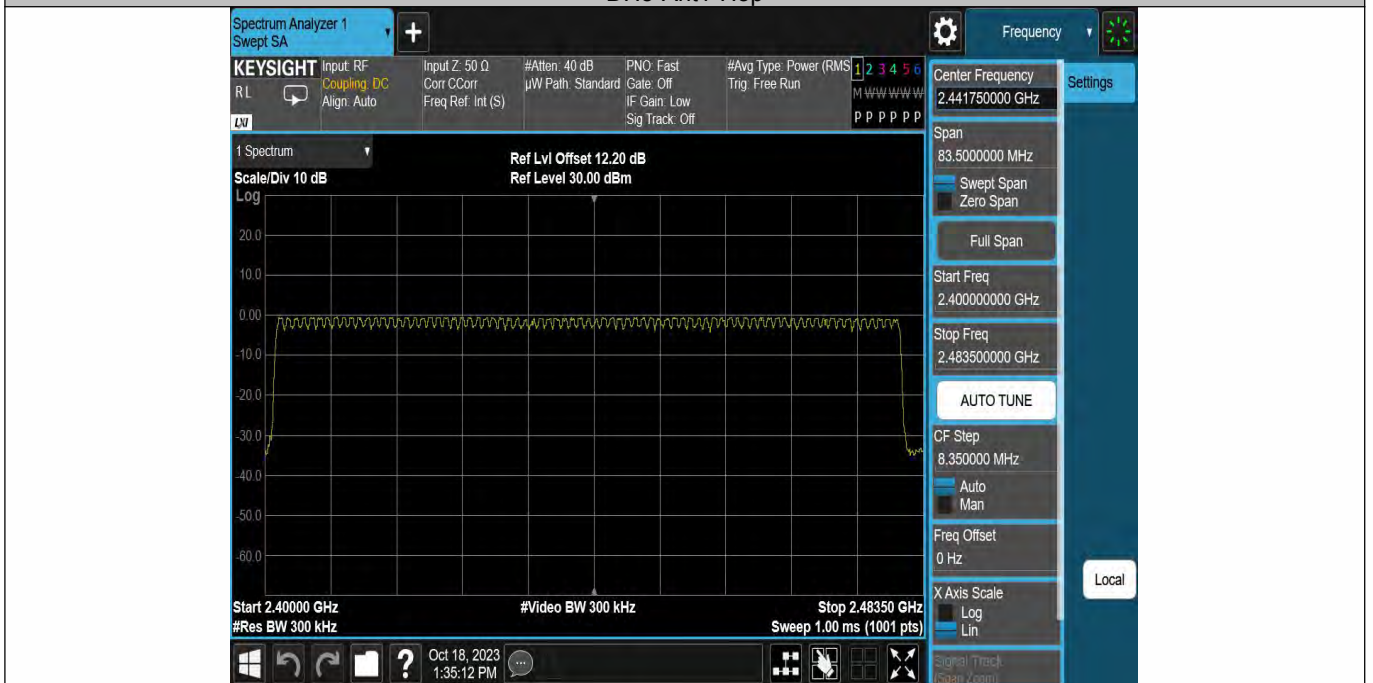 Spectrum Analyzer 1
Swept SA
Frequency
KEYSIGHT
RL
LXI
Input: RF
Coupling: DC
Align: Auto
Input Z: 50 Ω
Corr CCorr
Freq Ref: Int (S)
#Atten: 40 dB
µW Path: Standard
PNO: Fast
Gate: Off
IF Gain: Low
Sig Track: Off
#Avg Type: Power (RMS
Trig: Free Run
1 2 3 4 5 6
M W W W W W
P P P P P P
1 Spectrum
Scale/Div 10 dB
Ref Lvl Offset 12.20 dB
Ref Level 30.00 dBm
Log
20.0
10.0
0.00
-10.0
-20.0
-30.0
-40.0
-50.0
-60.0
Start 2.40000 GHz
#Res BW 300 kHz
#Video BW 300 kHz
Stop 2.48350 GHz
Sweep 1.00 ms (1001 pts)
Oct 18, 2023
1:35:12 PM
Center Frequency
2.441750000 GHz
Settings
Span
83.5000000 MHz
Swept Span
Zero Span
Full Span
Start Freq
2.400000000 GHz
Stop Freq
2.483500000 GHz
AUTO TUNE
CF Step
8.350000 MHz
Auto
Man
Freq Offset
0 Hz
X Axis Scale
Log
Lin
Signal Track
(Span Zoom)
Local